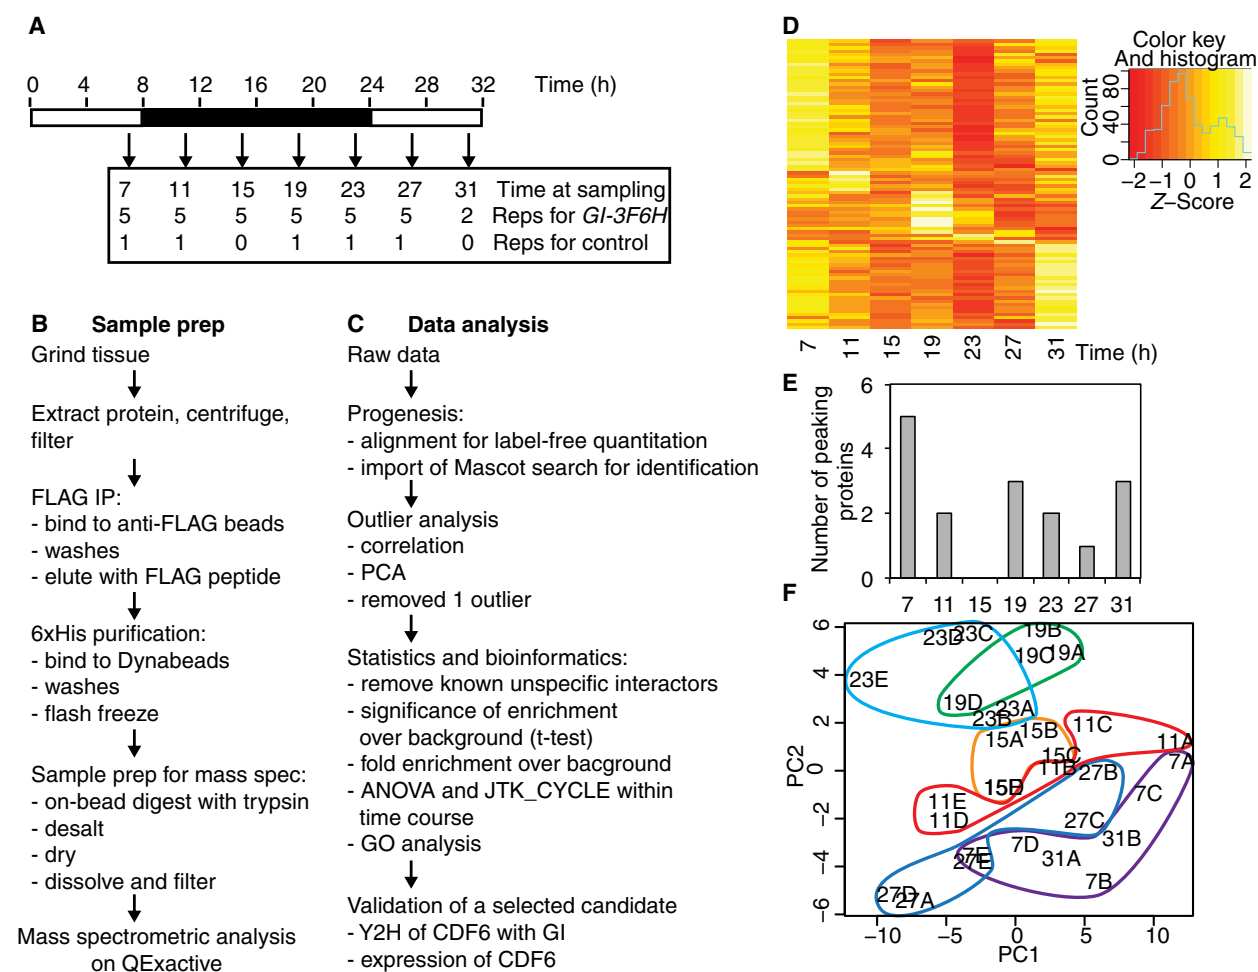 A
0 4 8 12 16 20 24 28 32 Time (h)
7 11 15 19 23 27 31 Time at sampling
5 5 5 5 5 5 2 Reps for GI-3F6H
1 1 0 1 1 1 0 Reps for control
B Sample prep
Grind tissue
Extract protein, centrifuge,
filter
FLAG IP:
- bind to anti-FLAG beads
- washes
- elute with FLAG peptide
6xHis purification:
- bind to Dynabeads
- washes
- flash freeze
Sample prep for mass spec:
- on-bead digest with trypsin
- desalt
- dry
- dissolve and filter
Mass spectrometric analysis
on QExactive
C Data analysis
Raw data
Progenesis:
- alignment for label-free quantitation
- import of Mascot search for identification
Outlier analysis
- correlation
- PCA
- removed 1 outlier
Statistics and bioinformatics:
- remove known unspecific interactors
- significance of enrichment
over background (t-test)
- fold enrichment over bacground
- ANOVA and JTK_CYCLE within
time course
- GO analysis
Validation of a selected candidate
- Y2H of CDF6 with GI
- expression of CDF6
D
7 11 15 19 23 27 31 Time (h)
Color key
And histogram
Count
0 40 80
−2 −1 0 1 2
Z–Score
E
Number of peaking
proteins
6
4
2
0
7 11 15 19 23 27 31
F
PC2
6
4
2
0
−2
−4
−6
23D 23C 19B
19C 19A
23E
19D 23A
23B 15B 11C
15A 11A
15C 7A
11B 27B
15E 7C
11E
11D 27C
7D 31B
7E 31A
27E
7B
27D
27A
−10 −5 0 5 10
PC1